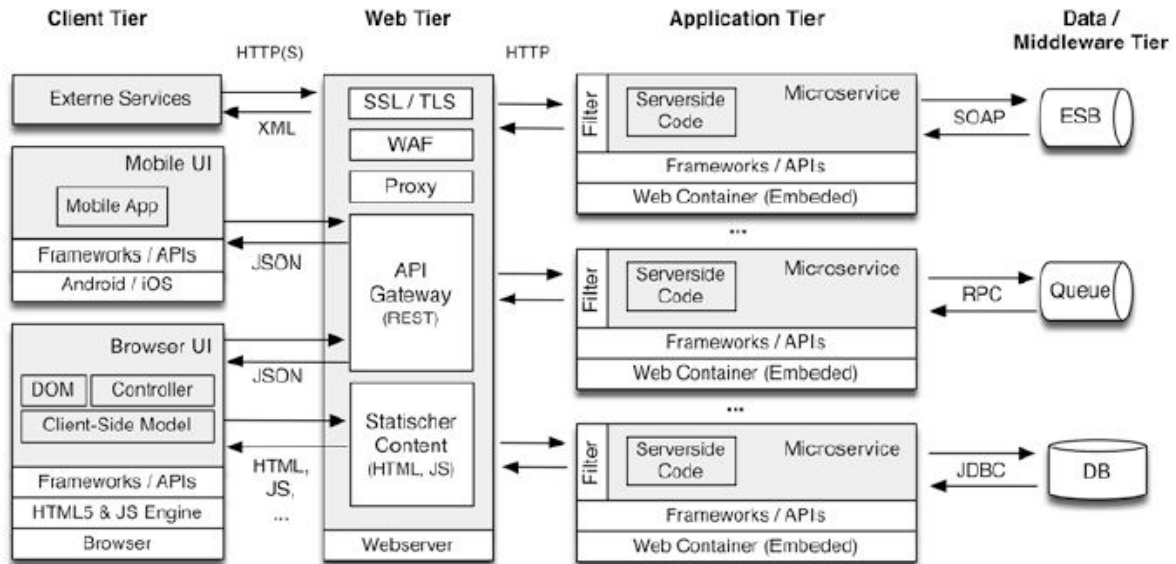 Client Tier
Web Tier
Application Tier
Data /
Middleware Tier
HTTP(S)
HTTP
Externe Services
XML
Mobile UI
Mobile App
Frameworks / APIs
Android / iOS
JSON
Browser UI
DOM
Controller
Client-Side Model
Frameworks / APIs
HTML5 & JS Engine
Browser
JSON
HTML,
JS,
...
SSL / TLS
WAF
Proxy
API
Gateway
(REST)
Statischer
Content
(HTML, JS)
Webserver
Filter
Serverside
Code
Microservice
Frameworks / APIs
Web Container (Embeded)
...
Filter
Serverside
Code
Microservice
Frameworks / APIs
Web Container (Embeded)
...
Filter
Serverside
Code
Microservice
Frameworks / APIs
Web Container (Embeded)
SOAP
ESB
RPC
Queue
JDBC
DB